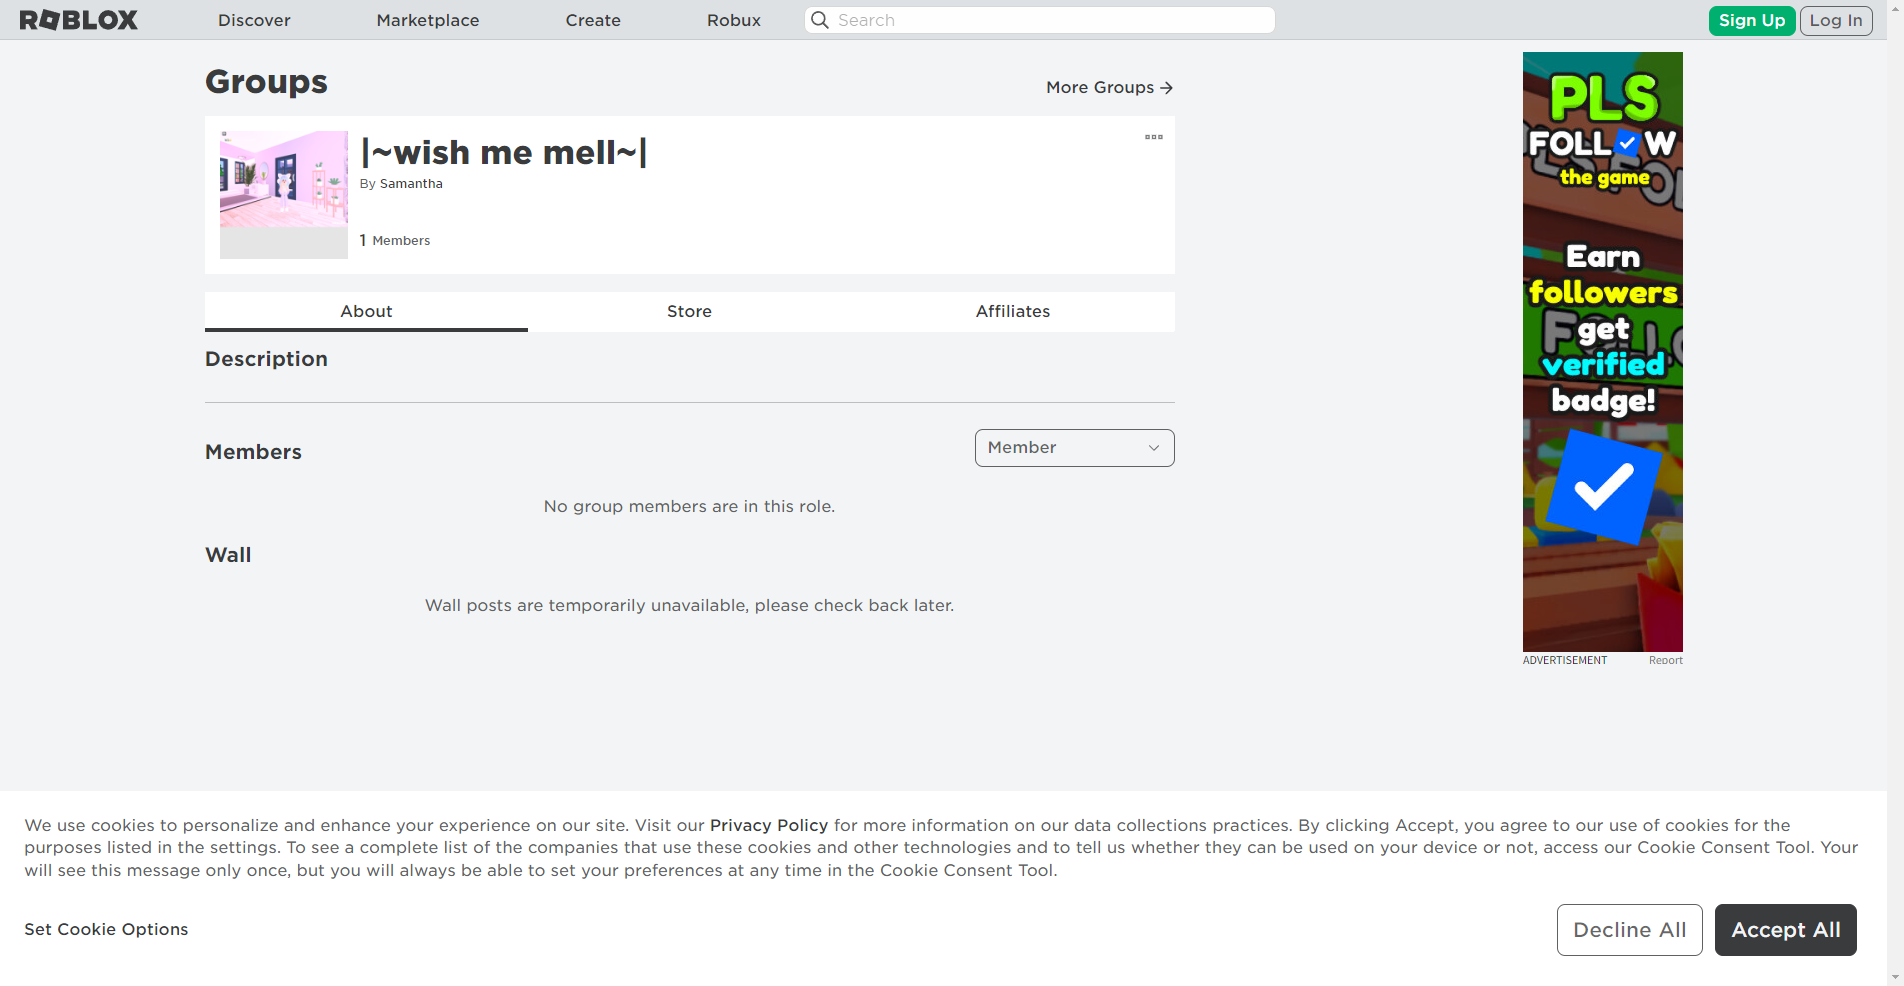 ROBLOX Discover Marketplace Create Robux Search Sign Up Log In
Groups
More Groups →
|~wish me mell~|
By Samantha
1 Members
About Store Affiliates
Description
Members
Member
No group members are in this role.
Wall
Wall posts are temporarily unavailable, please check back later.
PLS
FOLLOW
the game
Earn
followers
get
verified
badge!
ADVERTISEMENT Report
We use cookies to personalize and enhance your experience on our site. Visit our Privacy Policy for more information on our data collections practices. By clicking Accept, you agree to our use of cookies for the
purposes listed in the settings. To see a complete list of the companies that use these cookies and other technologies and to tell us whether they can be used on your device or not, access our Cookie Consent Tool. Your
will see this message only once, but you will always be able to set your preferences at any time in the Cookie Consent Tool.
Set Cookie Options
Decline All
Accept All